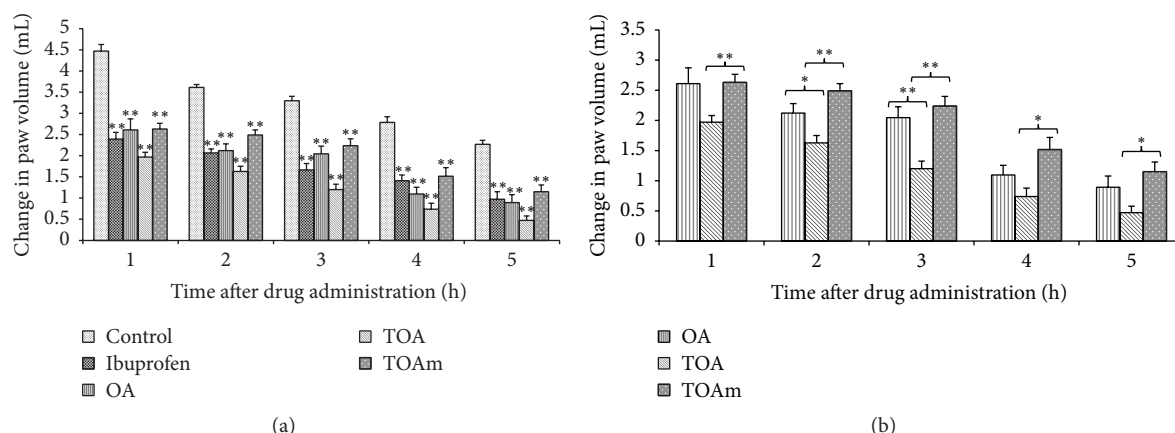 Change in paw volume (mL)
5
4.5
4
3.5
3
2.5
2
1.5
1
0.5
0
** ** ** **
** ** ** **
** ** ** **
** ** ** **
** ** ** **
1 2 3 4 5
Time after drug administration (h)
Control
Ibuprofen
OA
TOA
TOAm
(a)
Change in paw volume (mL)
3.5
3
2.5
2
1.5
1
0.5
0
**
* **
** **
*
*
1 2 3 4 5
Time after drug administration (h)
OA
TOA
TOAm
(b)